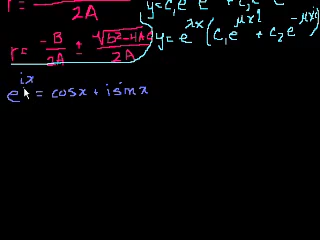 r = 2A
y=c₁e e + c₂e
r = -B/2A ± √(b²-4AC)/2A
y=e^λx (c₁e^μxi + c₂e^-μxi)
e^ix = cosx + isinx